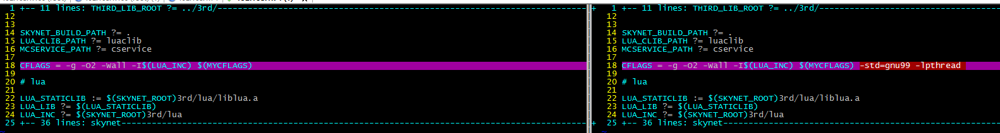 1 +-- 11 lines: THIRD_LIB_ROOT ?= ../3rd/
12
13
14 SKYNET_BUILD_PATH ?= .
15 LUA_CLIB_PATH ?= luaclib
16 MCSERVICE_PATH ?= cservice
17
18 CFLAGS = -g -O2 -Wall -I$(LUA_INC) $(MYCFLAGS)
19
20 # lua
21
22 LUA_STATICLIB := $(SKYNET_ROOT)3rd/lua/liblua.a
23 LUA_LIB ?= $(LUA_STATICLIB)
24 LUA_INC ?= $(SKYNET_ROOT)3rd/lua
25 +-- 36 lines: skynet
+ 1 +-- 11 lines: THIRD_LIB_ROOT ?= ../3rd/
12
13
14 SKYNET_BUILD_PATH ?= .
15 LUA_CLIB_PATH ?= luaclib
16 MCSERVICE_PATH ?= cservice
17
18 CFLAGS = -g -O2 -Wall -I$(LUA_INC) $(MYCFLAGS) -std=gnu99 -lpthread
19
20 # lua
21
22 LUA_STATICLIB := $(SKYNET_ROOT)3rd/lua/liblua.a
23 LUA_LIB ?= $(LUA_STATICLIB)
24 LUA_INC ?= $(SKYNET_ROOT)3rd/lua
+ 25 +-- 36 lines: skynet